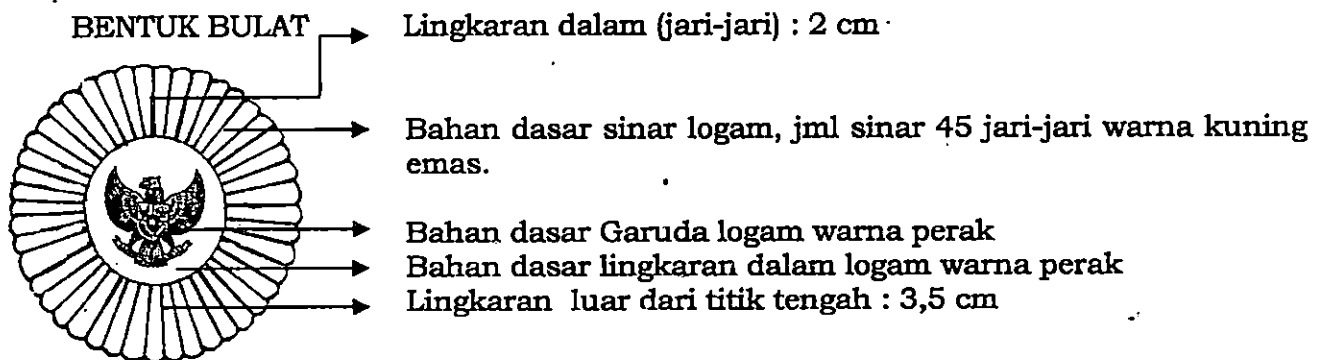 BENTUK BULAT
Lingkaran dalam (jari-jari) : 2 cm
Bahan dasar sinar logam, jml sinar 45 jari-jari warna kuning
emas.
Bahan dasar Garuda logam warna perak
Bahan dasar lingkaran dalam logam warna perak
Lingkaran luar dari titik tengah : 3,5 cm